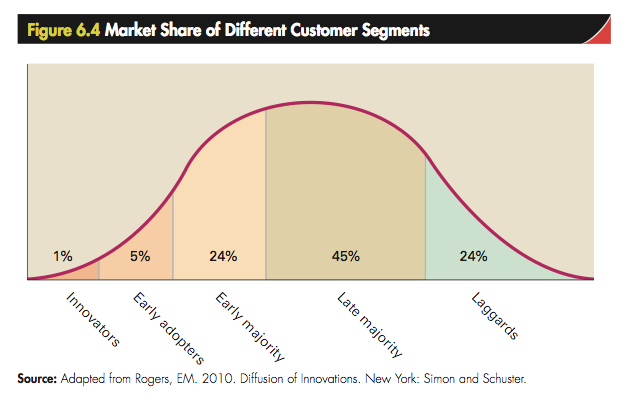 Figure 6.4 Market Share of Different Customer Segments
1% 5% 24% 45% 24%
Innovators
Early adopters
Early majority
Late majority
Laggards
Source: Adapted from Rogers, EM. 2010. Diffusion of Innovations. New York: Simon and Schuster.